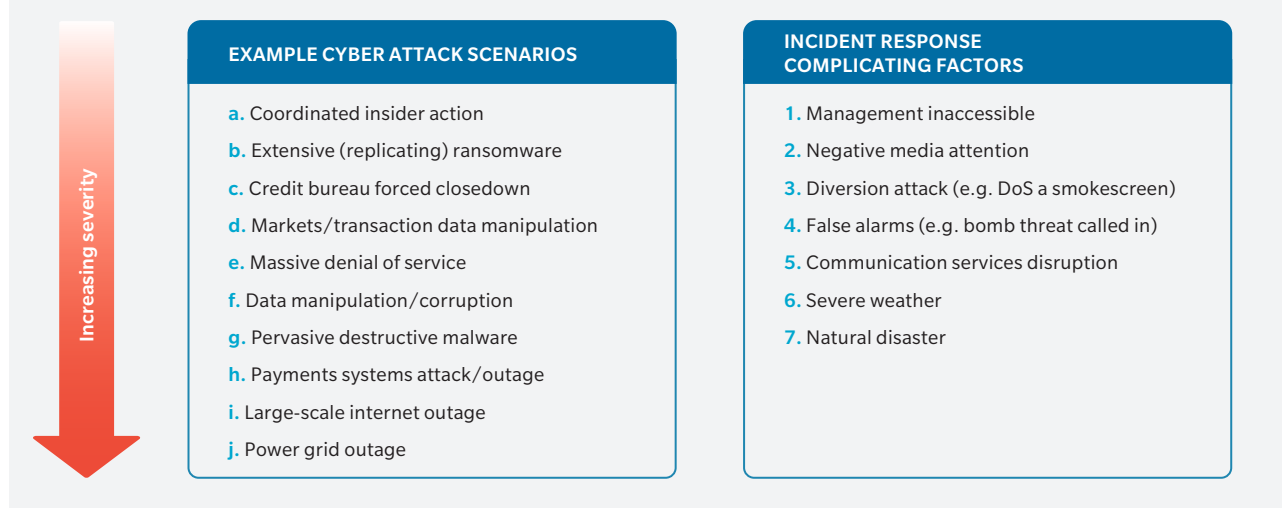 Increasing severity
EXAMPLE CYBER ATTACK SCENARIOS
a. Coordinated insider action
b. Extensive (replicating) ransomware
c. Credit bureau forced closedown
d. Markets/transaction data manipulation
e. Massive denial of service
f. Data manipulation/corruption
g. Pervasive destructive malware
h. Payments systems attack/outage
i. Large-scale internet outage
j. Power grid outage
INCIDENT RESPONSE
COMPLICATING FACTORS
1. Management inaccessible
2. Negative media attention
3. Diversion attack (e.g. DoS a smokescreen)
4. False alarms (e.g. bomb threat called in)
5. Communication services disruption
6. Severe weather
7. Natural disaster